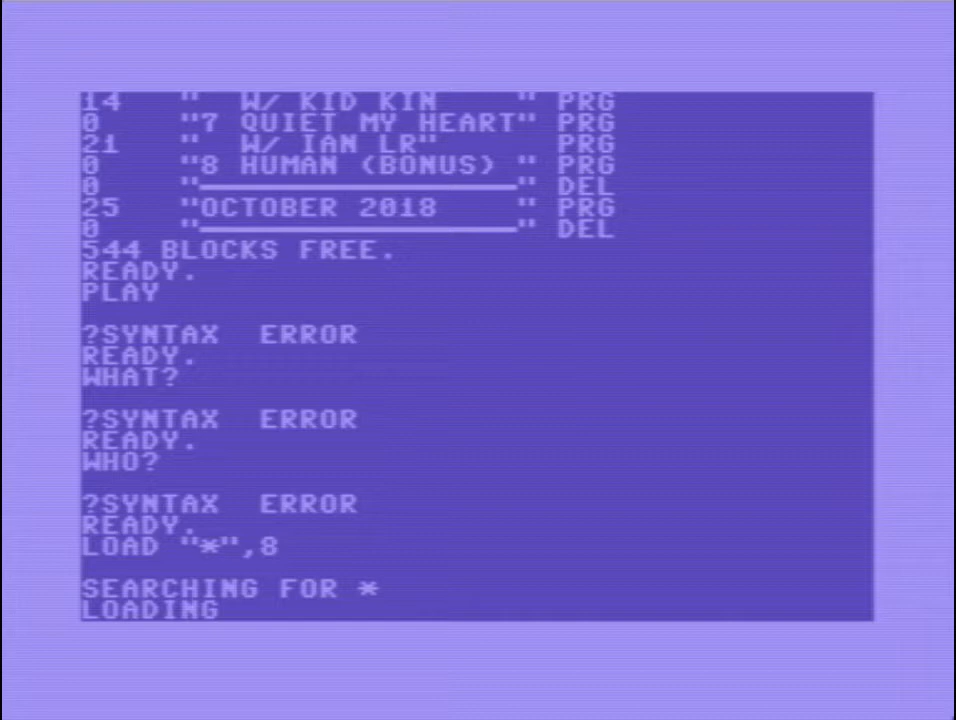 14 "  W/ KID KIN    " PRG
0 "7 QUIET MY HEART" PRG
21 "  W/ IAN LR" PRG
0 "8 HUMAN (BONUS) " PRG
0 "────────────────" DEL
25 "OCTOBER 2018    " PRG
0 "────────────────" DEL
544 BLOCKS FREE.
READY.
PLAY
?SYNTAX  ERROR
READY.
WHAT?
?SYNTAX  ERROR
READY.
WHO?
?SYNTAX  ERROR
READY.
LOAD "*",8
SEARCHING FOR *
LOADING